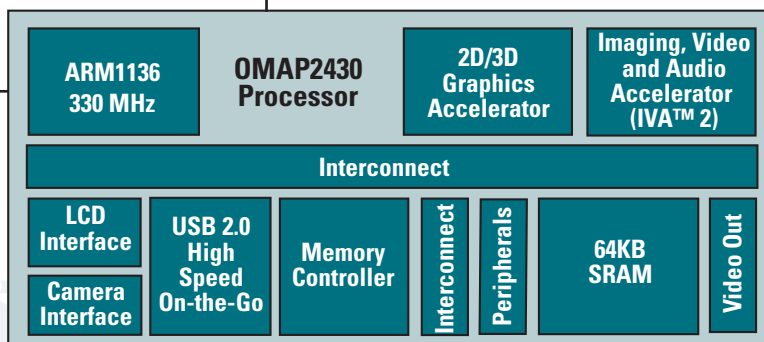 ARM1136
330 MHz
OMAP2430
Processor
2D/3D
Graphics
Accelerator
Imaging, Video
and Audio
Accelerator
(IVA™ 2)
Interconnect
LCD
Interface
Camera
Interface
USB 2.0
High
Speed
On-the-Go
Memory
Controller
Interconnect
Peripherals
64KB
SRAM
Video Out